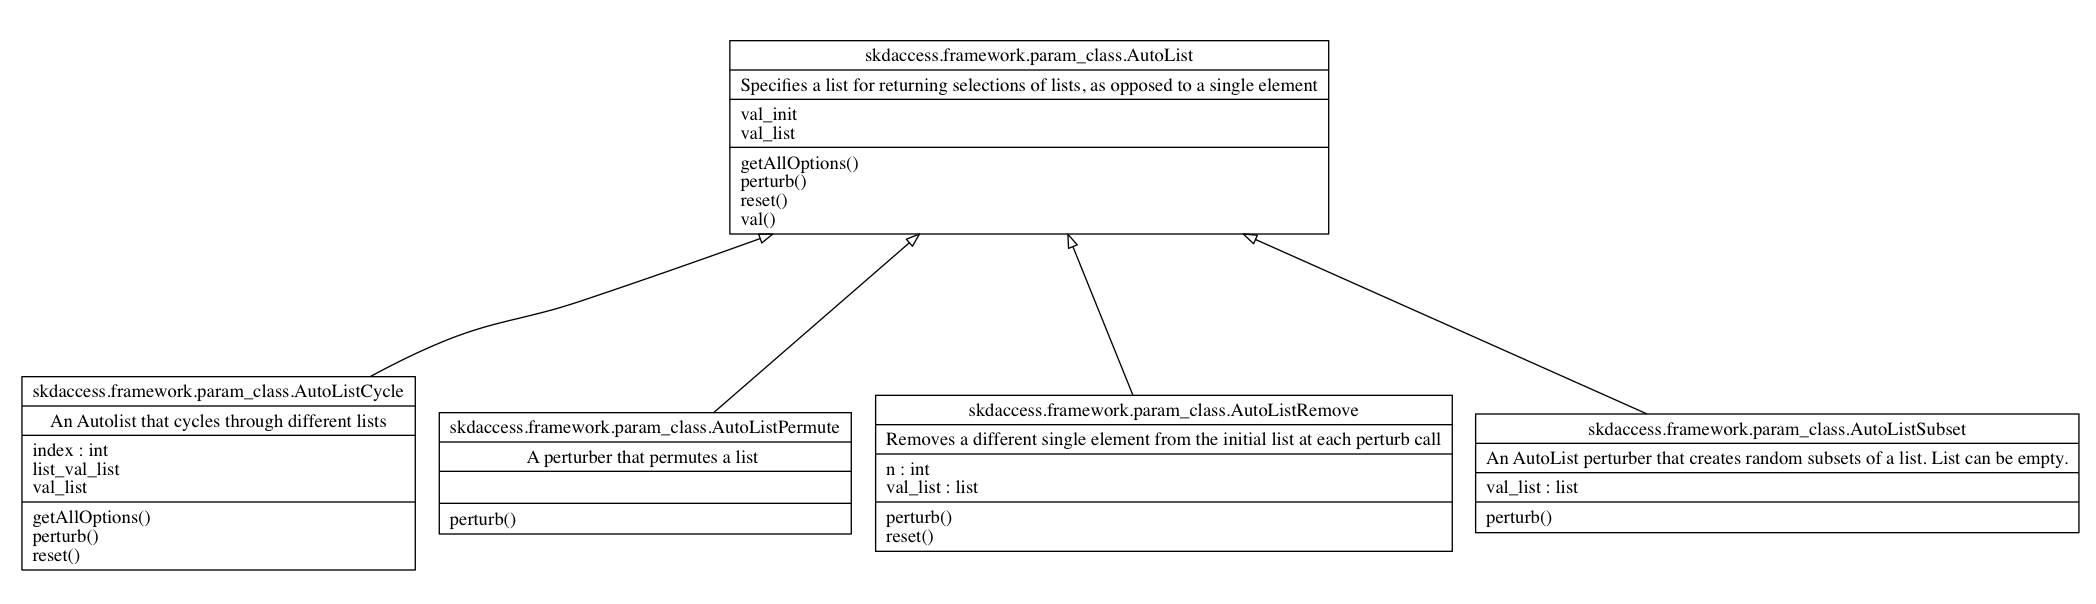 skdaccess.framework.param_class.AutoList
Specifies a list for returning selections of lists, as opposed to a single element
val_init
val_list
getAllOptions()
perturb()
reset()
val()
skdaccess.framework.param_class.AutoListCycle
An Autolist that cycles through different lists
index : int
list_val_list
val_list
getAllOptions()
perturb()
reset()
skdaccess.framework.param_class.AutoListPermute
A perturber that permutes a list
perturb()
skdaccess.framework.param_class.AutoListRemove
Removes a different single element from the initial list at each perturb call
n : int
val_list : list
perturb()
reset()
skdaccess.framework.param_class.AutoListSubset
An AutoList perturber that creates random subsets of a list. List can be empty.
val_list : list
perturb()